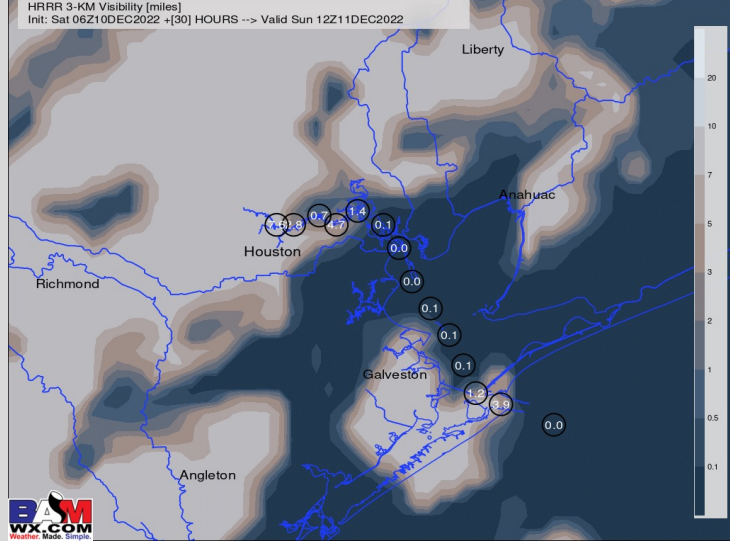 HRRR 3-KM Visibility [miles]
Init: Sat 06Z10DEC2022 +[30] HOURS --> Valid Sun 12Z11DEC2022
Liberty
20
10
7
Anahuac
1.4
0.7
4.7
0.1
5
0.0
Houston
3
Richmond
0.0
0.1
2
0.1
0.1
1
Galveston
1.2
3.9
0.5
0.0
0.1
Angleton
BAM
WX.COM
Weather. Made. Simple.